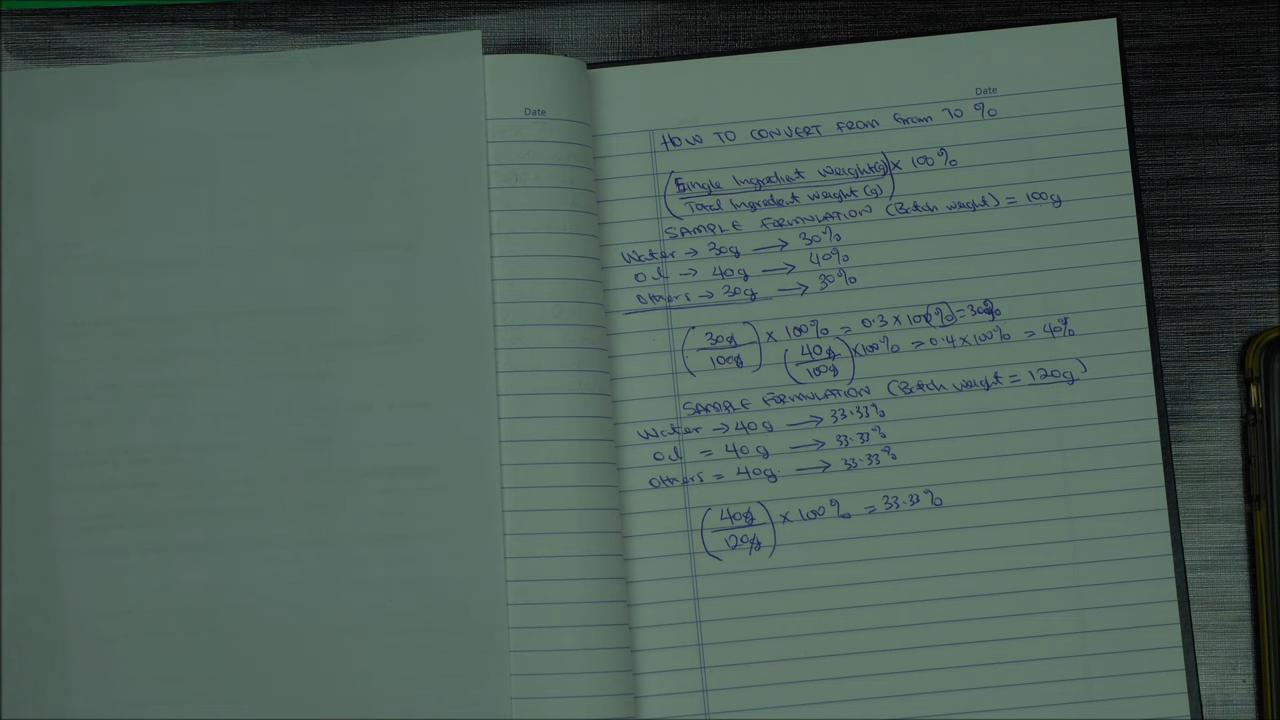 Date
Date
HOW TO CONVERT FROM Gram TO %
(Single Ingredient Weight(g) / Total Ingredient Weight (g)) × 100%
SAMPLE FORMULATION (Batch weight) = 100g
Water → 30g → 30%
Oil → 40g → 40%
Others → 30g → 30%
(30g / 100g) × 100% = 0.3 × 100% = 30%
(40g / 100g) × 100% = 0.4 × 100% = 40%
SAMPLE FORMULATION (Batch weight = 120g)
Water → 40g → 33.33%
Oil = 40g → 33.33%
Others = 40g. → 33.33%
(40g / 120g) × 100% = 33.33%